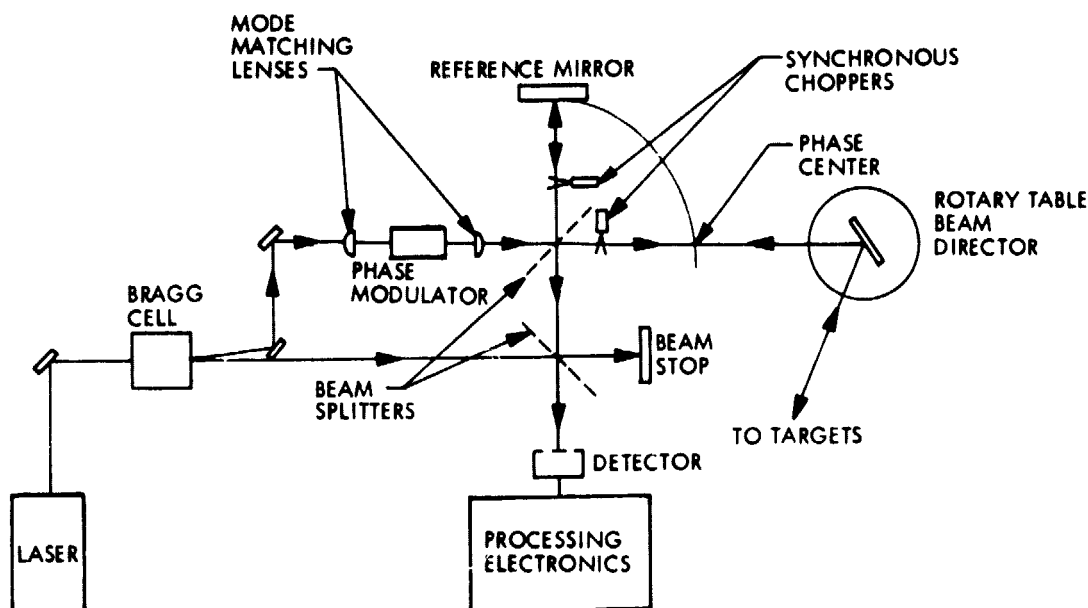 MODE
MATCHING
LENSES
REFERENCE MIRROR
SYNCHRONOUS
CHOPPERS
PHASE
CENTER
ROTARY TABLE
BEAM
DIRECTOR
PHASE
MODULATOR
BRAGG
CELL
BEAM
STOP
BEAM
SPLITTERS
TO TARGETS
DETECTOR
LASER
PROCESSING
ELECTRONICS